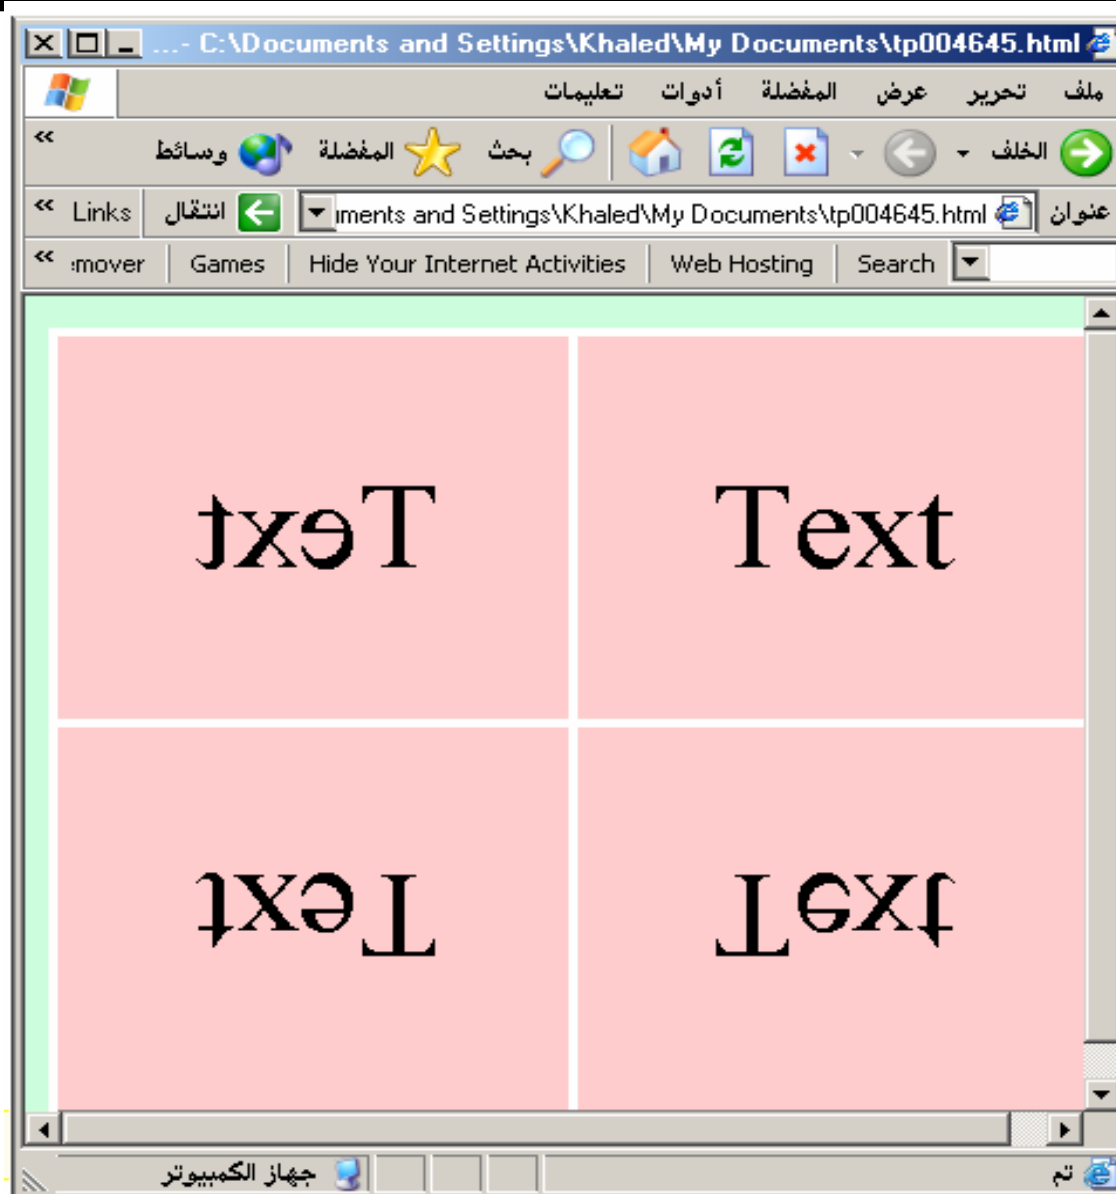 ...- C:\Documents and Settings\Khaled\My Documents\tp004645.html
ملف تحرير عرض المفضلة أدوات تعليمات
الخلف بحث المفضلة وسائط »
عنوان iments and Settings\Khaled\My Documents\tp004645.html انتقال Links »
Search Web Hosting Hide Your Internet Activities Games mover »
Text Text
Text Text
تم جهاز الكمبيوتر